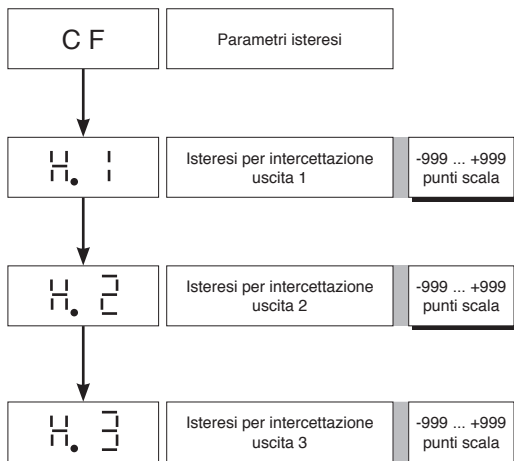 C F
Parametri isteresi
H. 1
Isteresi per intercettazione
uscita 1
-999 ... +999
punti scala
H. 2
Isteresi per intercettazione
uscita 2
-999 ... +999
punti scala
H. 3
Isteresi per intercettazione
uscita 3
-999 ... +999
punti scala